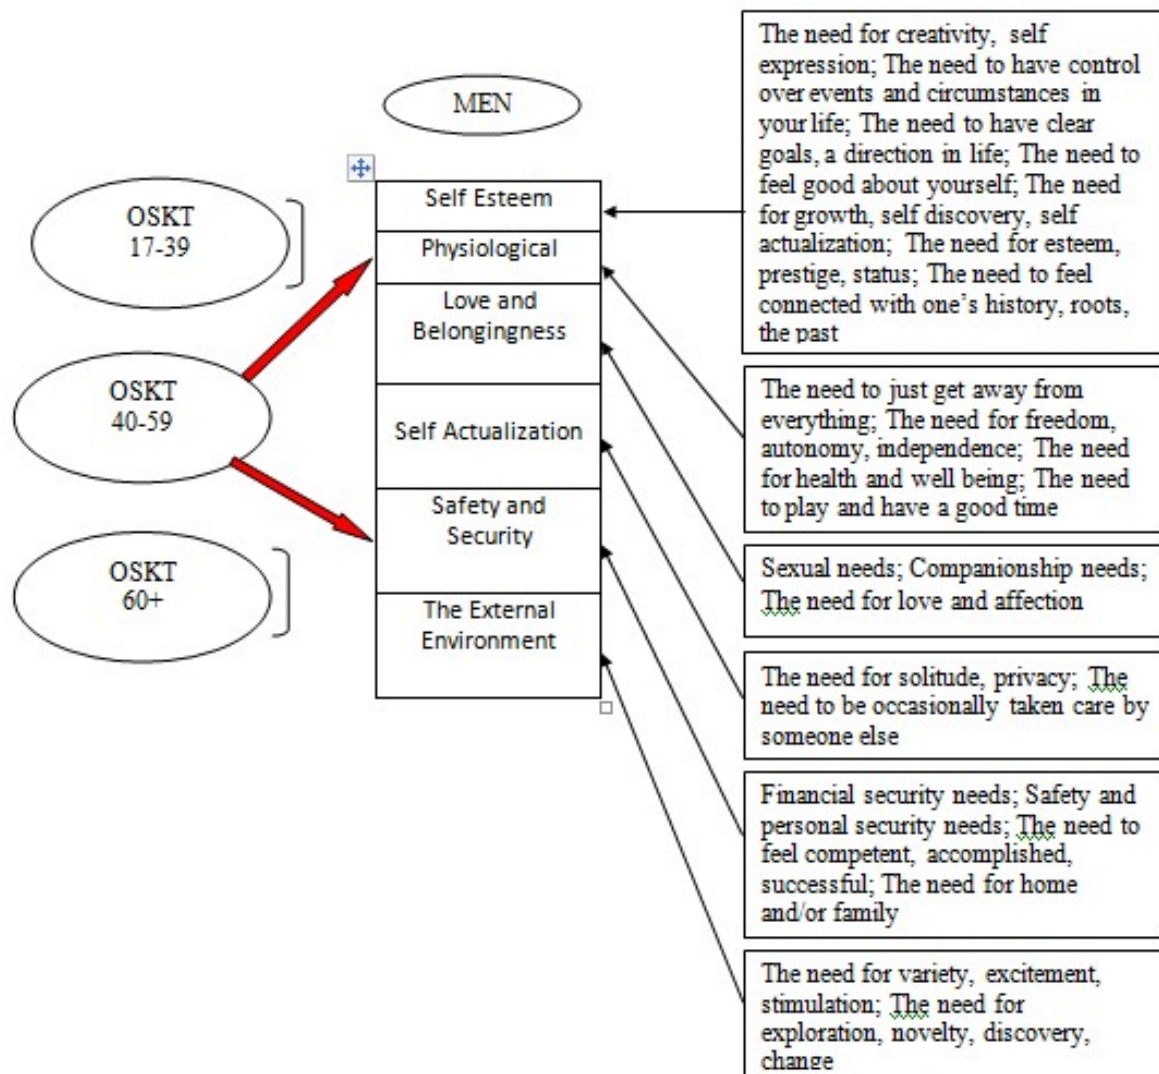 MEN
OSKT
17-39
OSKT
40-59
OSKT
60+
Self Esteem
Physiological
Love and
Belongingness
Self Actualization
Safety and
Security
The External
Environment
The need for creativity, self
expression; The need to have control
over events and circumstances in
your life; The need to have clear
goals, a direction in life; The need to
feel good about yourself; The need
for growth, self discovery, self
actualization; The need for esteem,
prestige, status; The need to feel
connected with one's history, roots,
the past
The need to just get away from
everything; The need for freedom,
autonomy, independence; The need
for health and well being; The need
to play and have a good time
Sexual needs; Companionship needs;
The need for love and affection
The need for solitude, privacy; The
need to be occasionally taken care by
someone else
Financial security needs; Safety and
personal security needs; The need to
feel competent, accomplished,
successful; The need for home
and/or family
The need for variety, excitement,
stimulation; The need for
exploration, novelty, discovery,
change